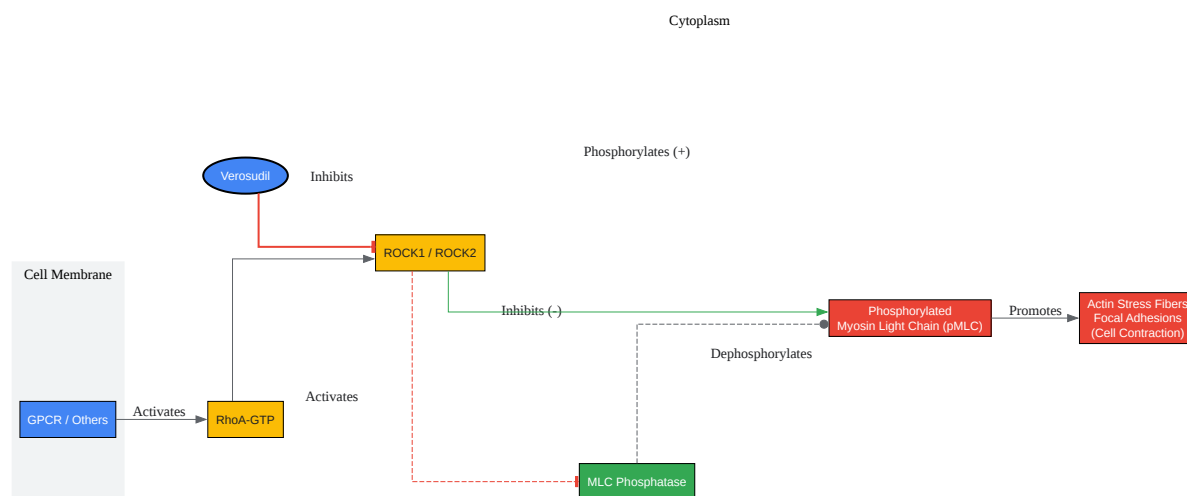 Cytoplasm
Phosphorylates (+)
Verosudil
Inhibits
ROCK1 / ROCK2
Cell Membrane
Inhibits (-)
Phosphorylated
Myosin Light Chain (pMLC)
Promotes
Actin Stress Fibers
Focal Adhesions
(Cell Contraction)
Dephosphorylates
Activates
GPCR / Others
Activates
RhoA-GTP
MLC Phosphatase